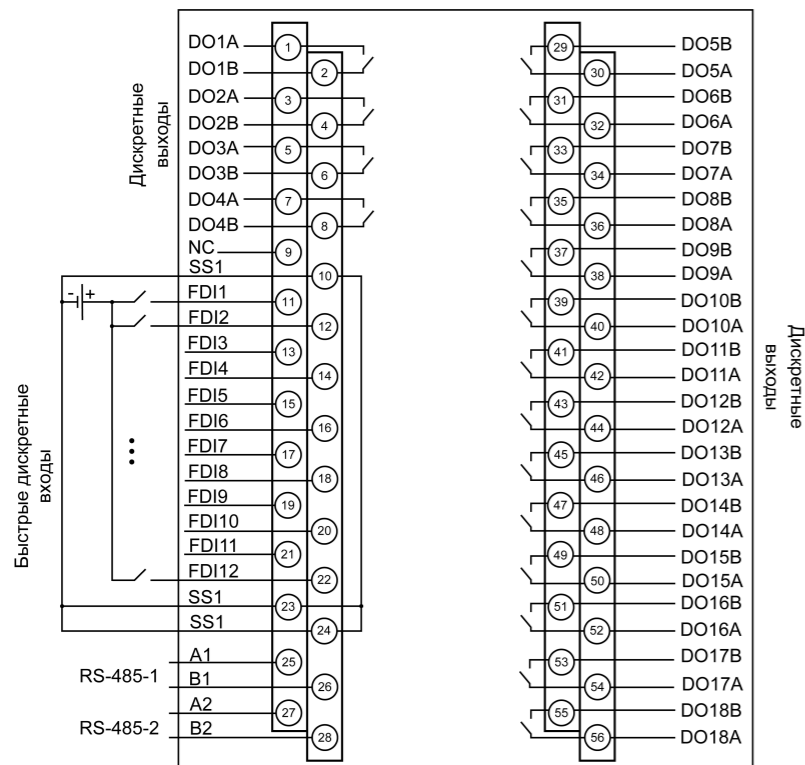 Дискретные
выходы
DO1A 1
DO1B 2
DO2A 3
DO2B 4
DO3A 5
DO3B 6
DO4A 7
DO4B 8
NC 9
SS1 10
- +
FDI1 11
FDI2 12
FDI3 13
FDI4 14
FDI5 15
FDI6 16
FDI7 17
FDI8 18
FDI9 19
FDI10 20
FDI11 21
FDI12 22
SS1 23
SS1 24
Быстрые дискретные
входы
RS-485-1
A1 25
B1 26
RS-485-2
A2 27
B2 28
29 DO5B
30 DO5A
31 DO6B
32 DO6A
33 DO7B
34 DO7A
35 DO8B
36 DO8A
37 DO9B
38 DO9A
39 DO10B
40 DO10A
41 DO11B
42 DO11A
43 DO12B
44 DO12A
45 DO13B
46 DO13A
47 DO14B
48 DO14A
49 DO15B
50 DO15A
51 DO16B
52 DO16A
53 DO17B
54 DO17A
55 DO18B
56 DO18A
Дискретные
выходы